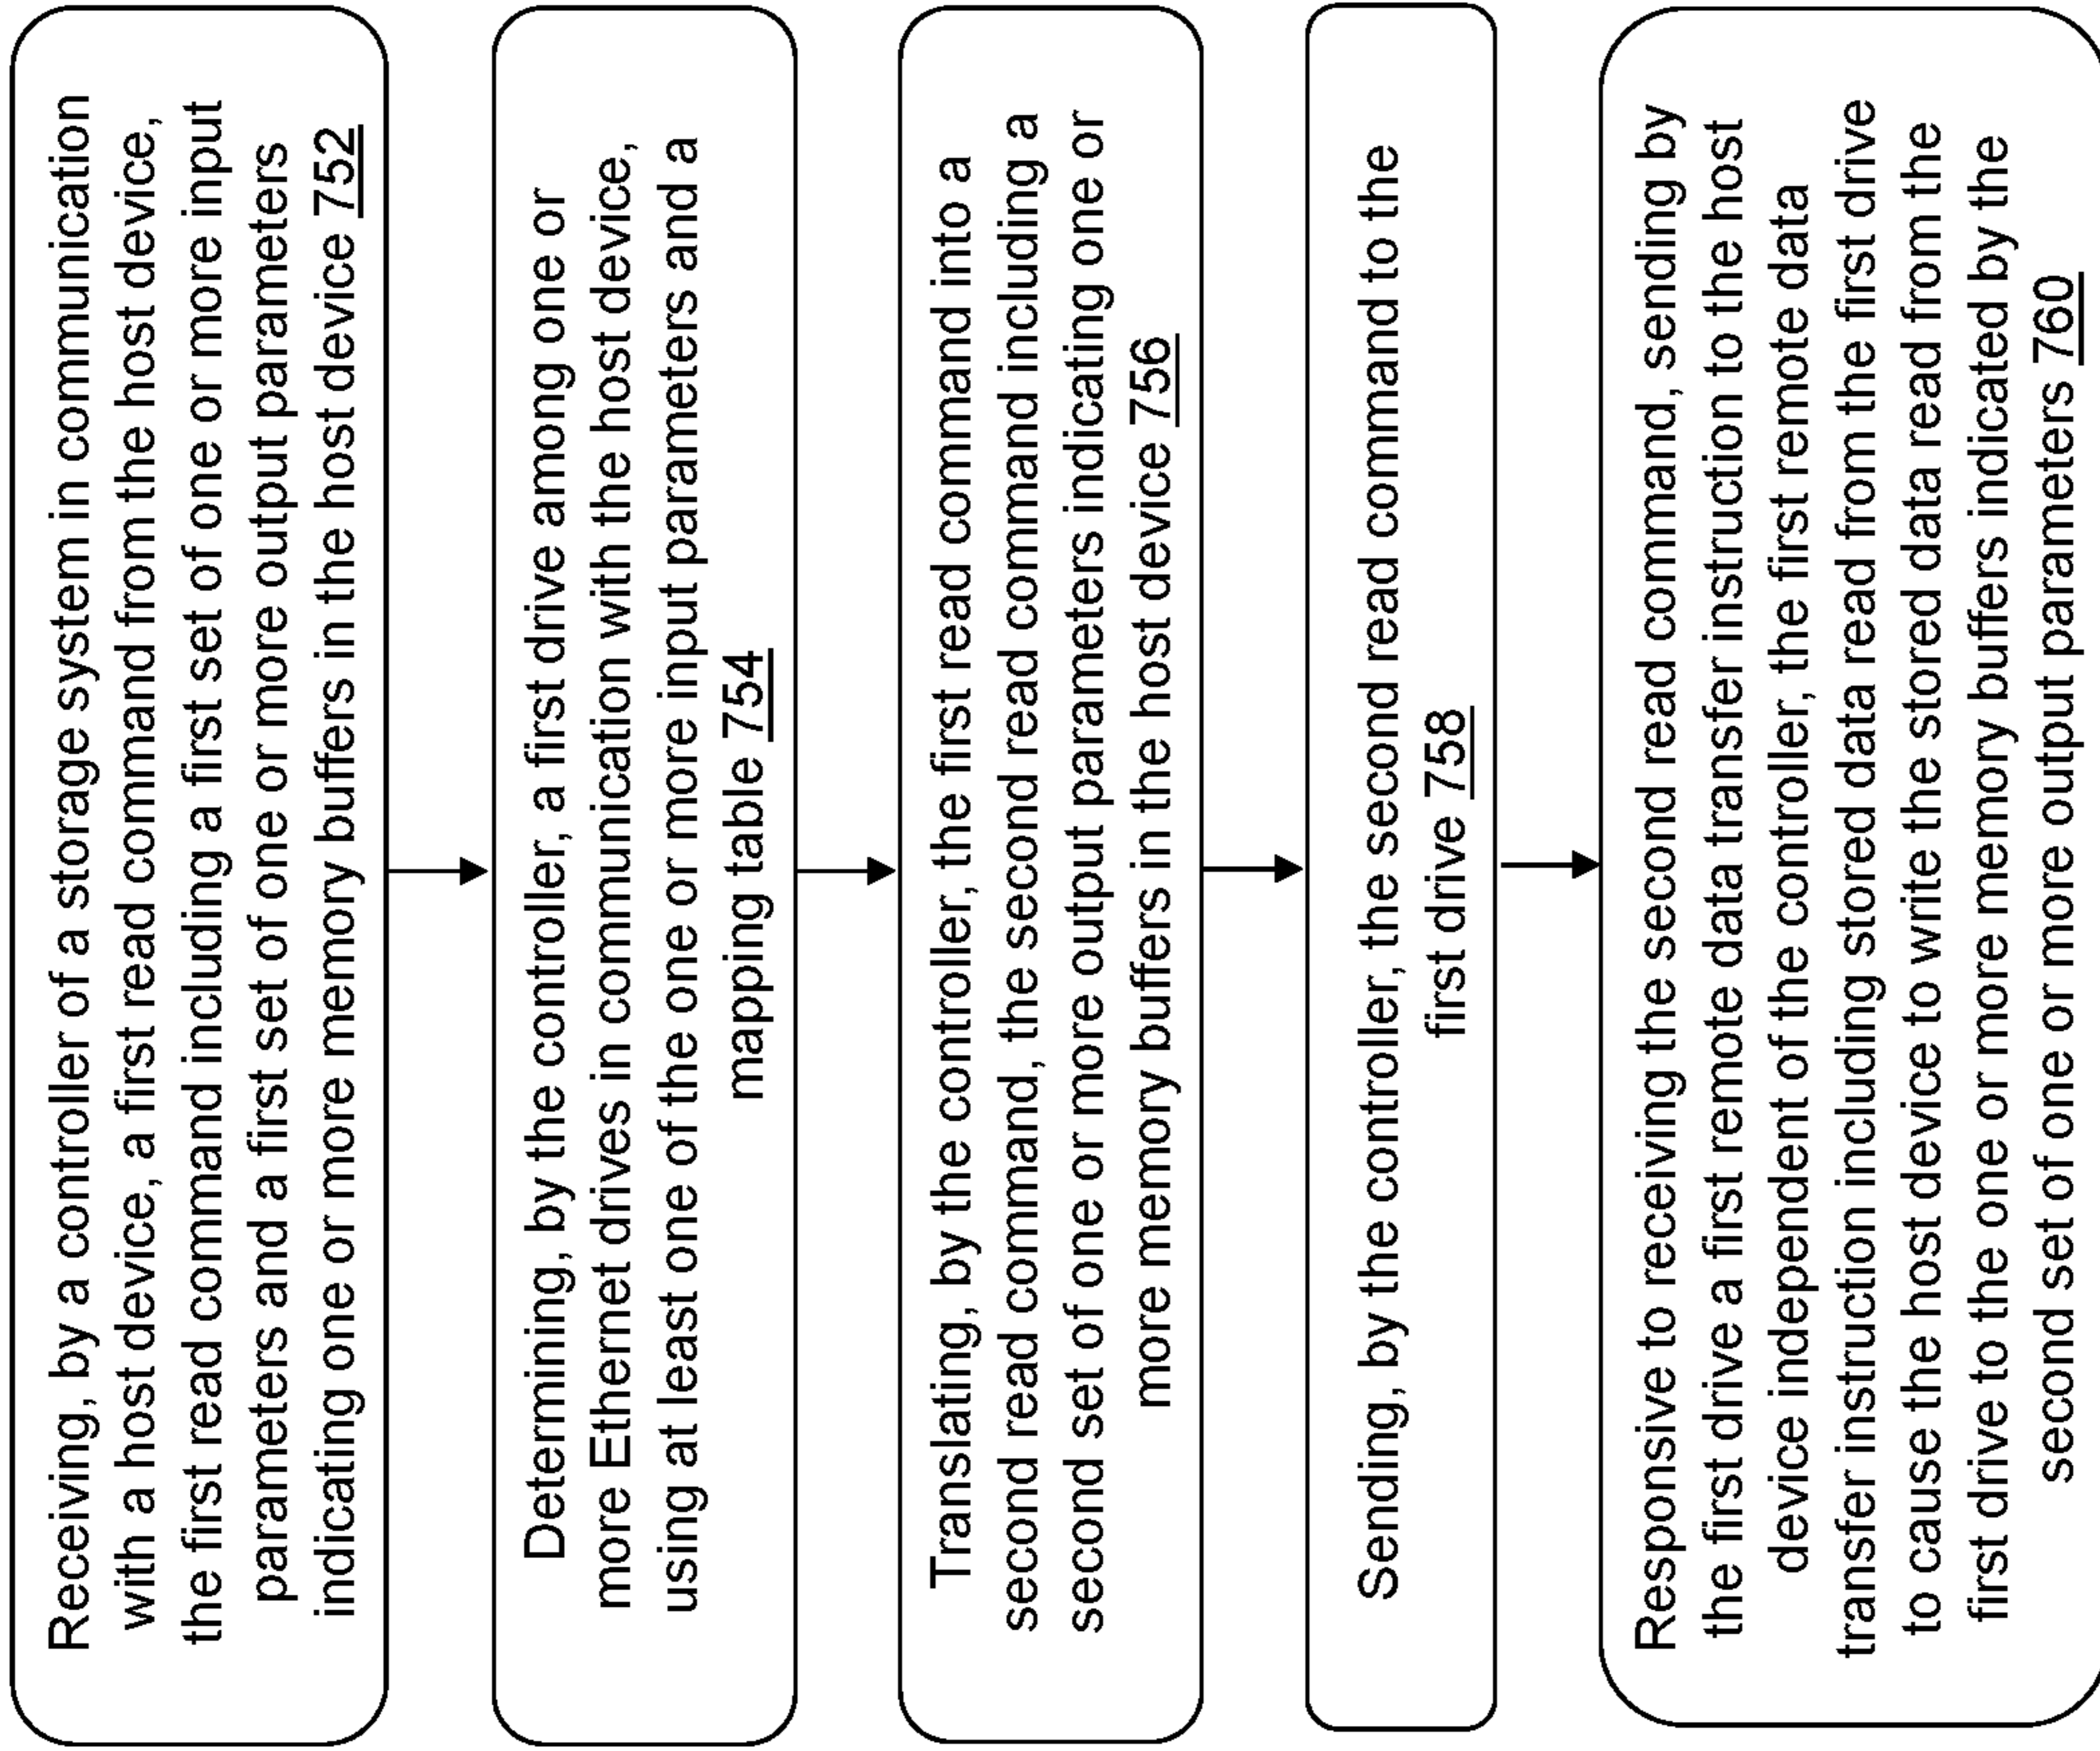 Receiving, by a controller of a storage system in communication
with a host device, a first read command from the host device,
the first read command including a first set of one or more input
parameters and a first set of one or more output parameters
indicating one or more memory buffers in the host device 752
Determining, by the controller, a first drive among one or
more Ethernet drives in communication with the host device,
using at least one of the one or more input parameters and a
mapping table 754
Translating, by the controller, the first read command into a
second read command, the second read command including a
second set of one or more output parameters indicating one or
more memory buffers in the host device 756
Sending, by the controller, the second read command to the
first drive 758
Responsive to receiving the second read command, sending by
the first drive a first remote data transfer instruction to the host
device independent of the controller, the first remote data
transfer instruction including stored data read from the first drive
to cause the host device to write the stored data read from the
first drive to the one or more memory buffers indicated by the
second set of one or more output parameters 760